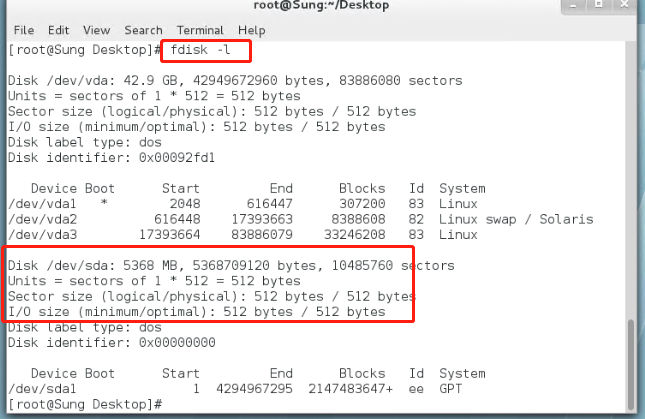 root@Sung:~/Desktop
File Edit View Search Terminal Help
[root@Sung Desktop]# fdisk -l
Disk /dev/vda: 42.9 GB, 42949672960 bytes, 83886080 sectors
Units = sectors of 1 * 512 = 512 bytes
Sector size (logical/physical): 512 bytes / 512 bytes
I/O size (minimum/optimal): 512 bytes / 512 bytes
Disk label type: dos
Disk identifier: 0x00092fd1
Device Boot Start End Blocks Id System
/dev/vda1 * 2048 616447 307200 83 Linux
/dev/vda2 616448 17393663 8388608 82 Linux swap / Solaris
/dev/vda3 17393664 83886079 33246208 83 Linux
Disk /dev/sda: 5368 MB, 5368709120 bytes, 10485760 sectors
Units = sectors of 1 * 512 = 512 bytes
Sector size (logical/physical): 512 bytes / 512 bytes
I/O size (minimum/optimal): 512 bytes / 512 bytes
Disk label type: dos
Disk identifier: 0x00000000
Device Boot Start End Blocks Id System
/dev/sda1 1 4294967295 2147483647+ ee GPT
[root@Sung Desktop]#